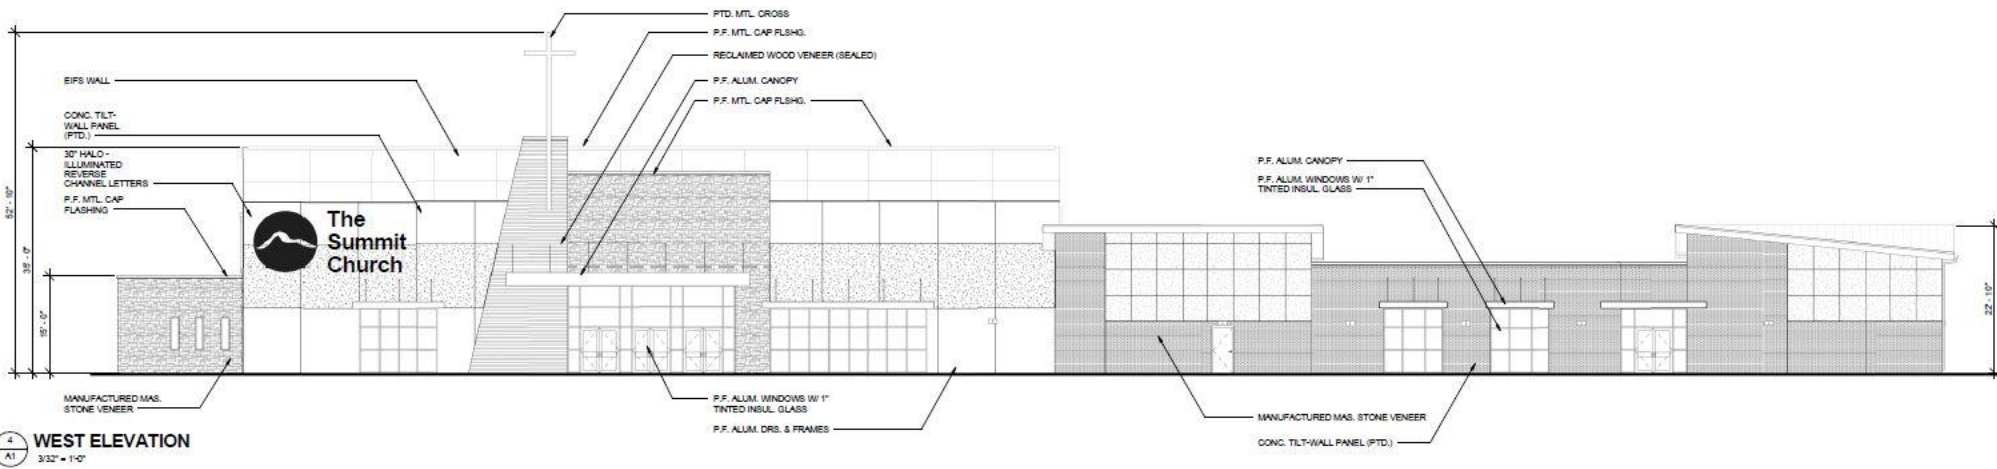 PTD. MTL. CROSS
P.F. MTL. CAP FLSHG.
RECLAIMED WOOD VENEER (SEALED)
P.F. ALUM. CANOPY
P.F. MTL. CAP FLSHG.
EIFS WALL
CONC. TILT-
WALL PANEL
(PTD.)
30" HALO -
ILLUMINATED
REVERSE
CHANNEL LETTERS
P.F. MTL. CAP
FLASHING
52' - 10"
35' - 0"
15' - 0"
The
Summit
Church
P.F. ALUM. CANOPY
P.F. ALUM. WINDOWS W/ 1"
TINTED INSUL. GLASS
22' - 10"
MANUFACTURED MAS.
STONE VENEER
P.F. ALUM. WINDOWS W/ 1"
TINTED INSUL. GLASS
P.F. ALUM. DRS. & FRAMES
MANUFACTURED MAS. STONE VENEER
CONC. TILT-WALL PANEL (PTD.)
4
A1
WEST ELEVATION
3/32" = 1'-0"